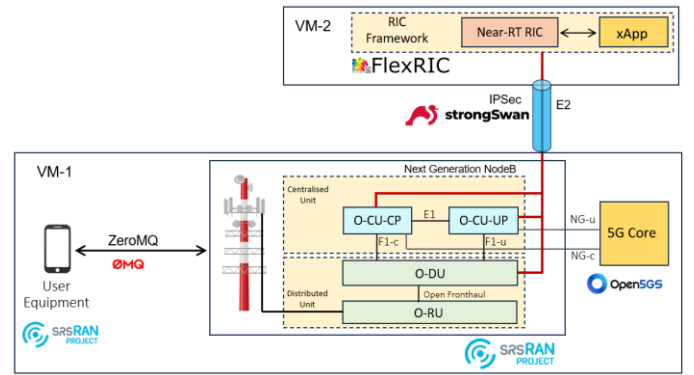 VM-2
RIC
Framework
Near-RT RIC
xApp
FlexRIC
IPSec
E2
strongSwan
VM-1
Next Generation NodeB
Centralised
Unit
O-CU-CP
E1
O-CU-UP
NG-u
5G Core
ZeroMQ
ØMQ
F1-c
F1-u
NG-c
User
Equipment
O-DU
Open5GS
Distributed
Unit
Open Fronthaul
O-RU
srsRAN
PROJECT
srsRAN
PROJECT